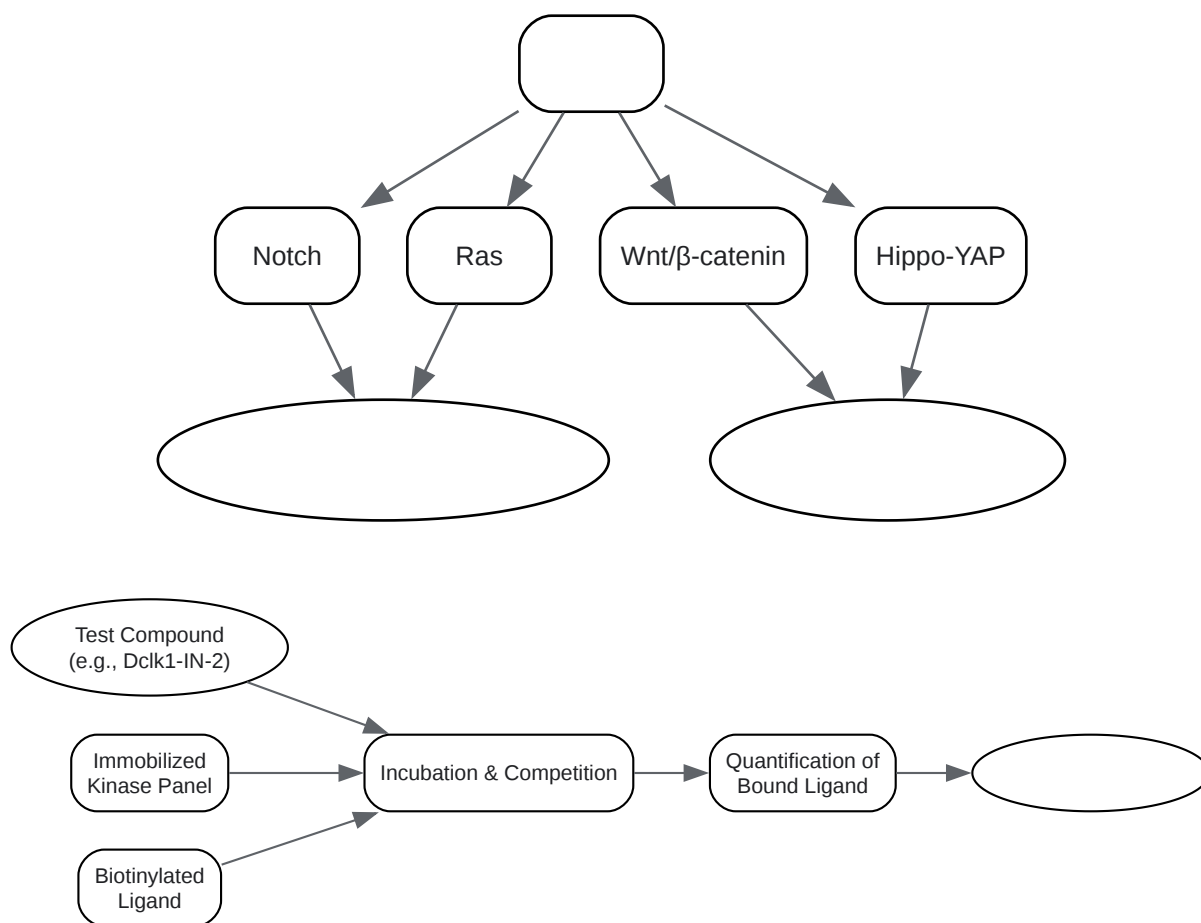 Notch
Ras
Wnt/β-catenin
Hippo-YAP
Test Compound
(e.g., Dclk1-IN-2)
Immobilized
Kinase Panel
Incubation & Competition
Quantification of
Bound Ligand
Biotinylated
Ligand